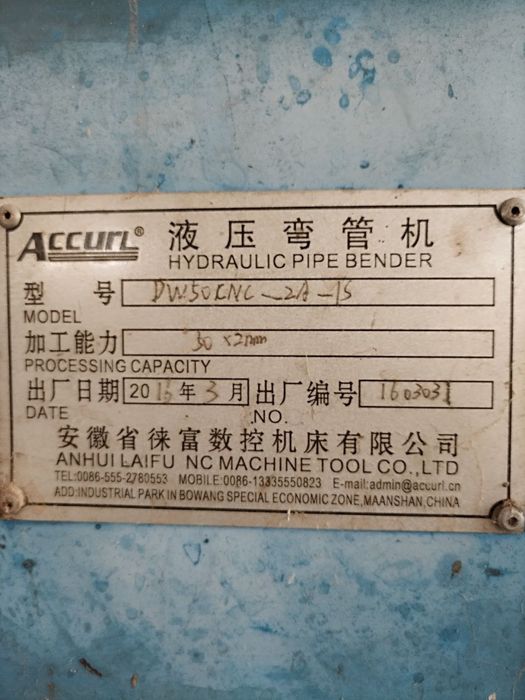 ACCURL® 液压弯管机
HYDRAULIC PIPE BENDER
型号 DW50CNC-2A-1S
MODEL
加工能力 50×2mm
PROCESSING CAPACITY
出厂日期 2016年3月 出厂编号 160303
DATE NO.
安徽省徕富数控机床有限公司
ANHUI LAIFU NC MACHINE TOOL CO.,LTD
TEL:0086-555-2780553 MOBILE:0086-13335550823 E-mail:admin@accurl.cn
ADD:INDUSTRIAL PARK IN BOWANG SPECIAL ECONOMIC ZONE,MAANSHAN,CHINA